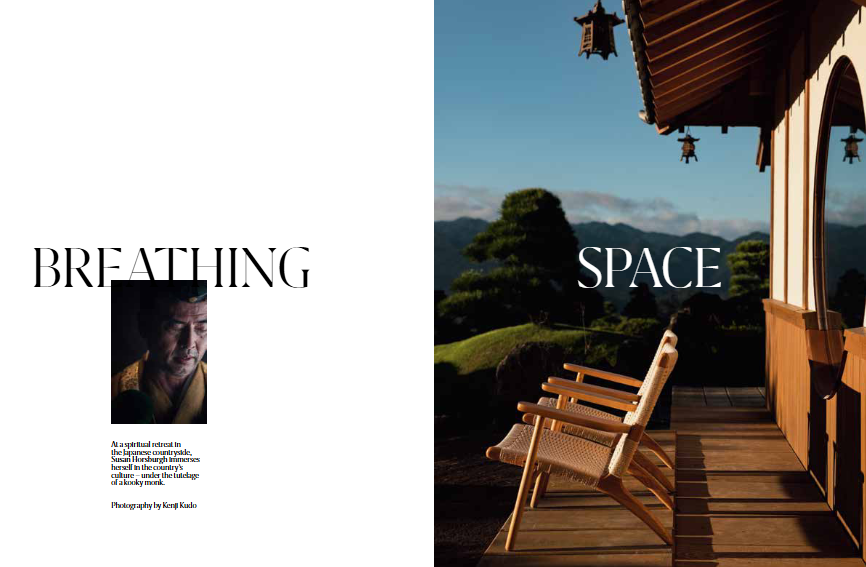 BREATHING
SPACE
At a spiritual retreat in
the Japanese countryside,
Susan Horsburgh immerses
herself in the country's
culture – under the tutelage
of a kooky monk.
Photography by Kenji Kudo